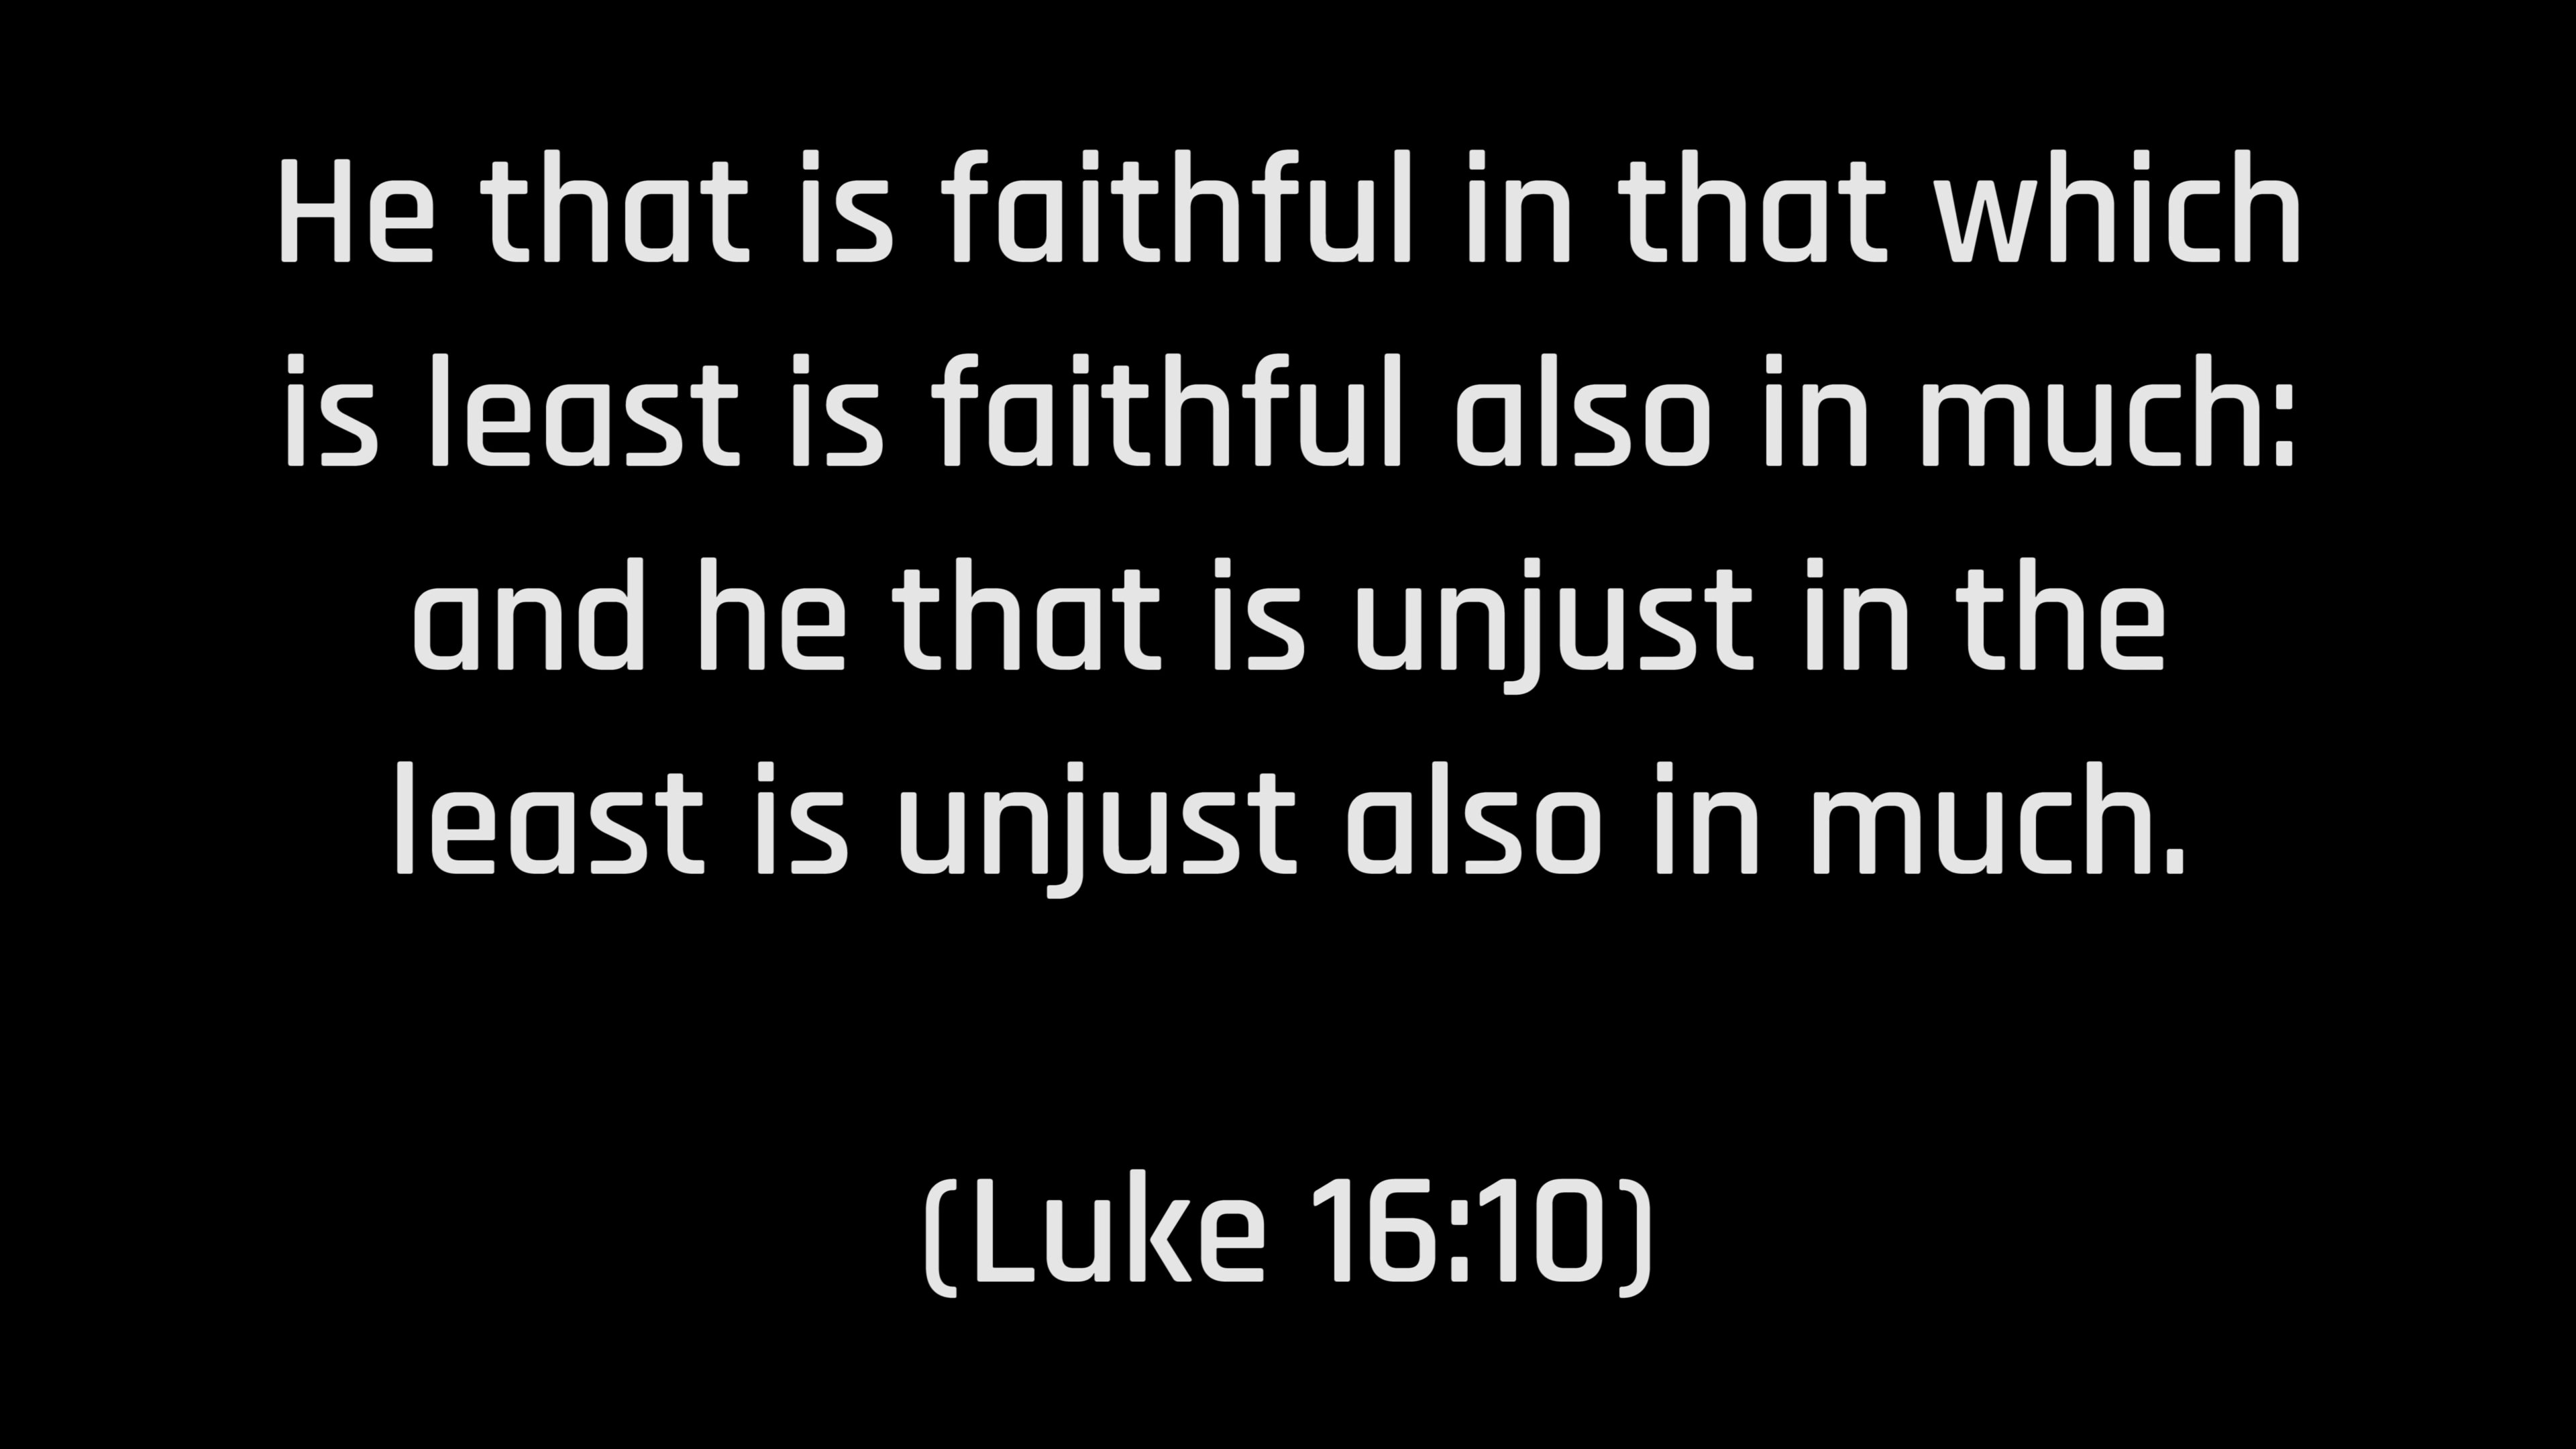 He that is faithful in that which
is least is faithful also in much:
and he that is unjust in the
least is unjust also in much.
(Luke 16:10)